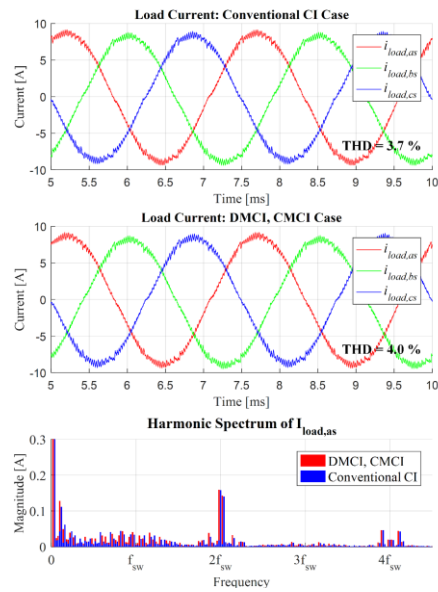 Load Current: Conventional CI Case
Current [A]
10
5
0
-5
-10
i_load,as
i_load,bs
i_load,cs
THD = 3.7 %
5 5.5 6 6.5 7 7.5 8 8.5 9 9.5 10
Time [ms]
Load Current: DMCI, CMCI Case
Current [A]
10
5
0
-5
-10
i_load,as
i_load,bs
i_load,cs
THD = 4.0 %
5 5.5 6 6.5 7 7.5 8 8.5 9 9.5 10
Time [ms]
Harmonic Spectrum of I_load,as
Magnitude [A]
0.3
0.2
0.1
0
DMCI, CMCI
Conventional CI
0 f_sw 2f_sw 3f_sw 4f_sw
Frequency